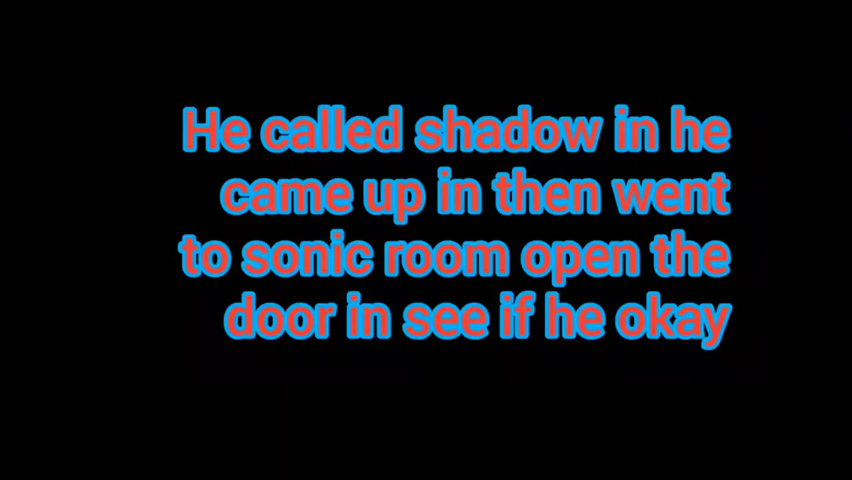 He called shadow in he
came up in then went
to sonic room open the
door in see if he okay